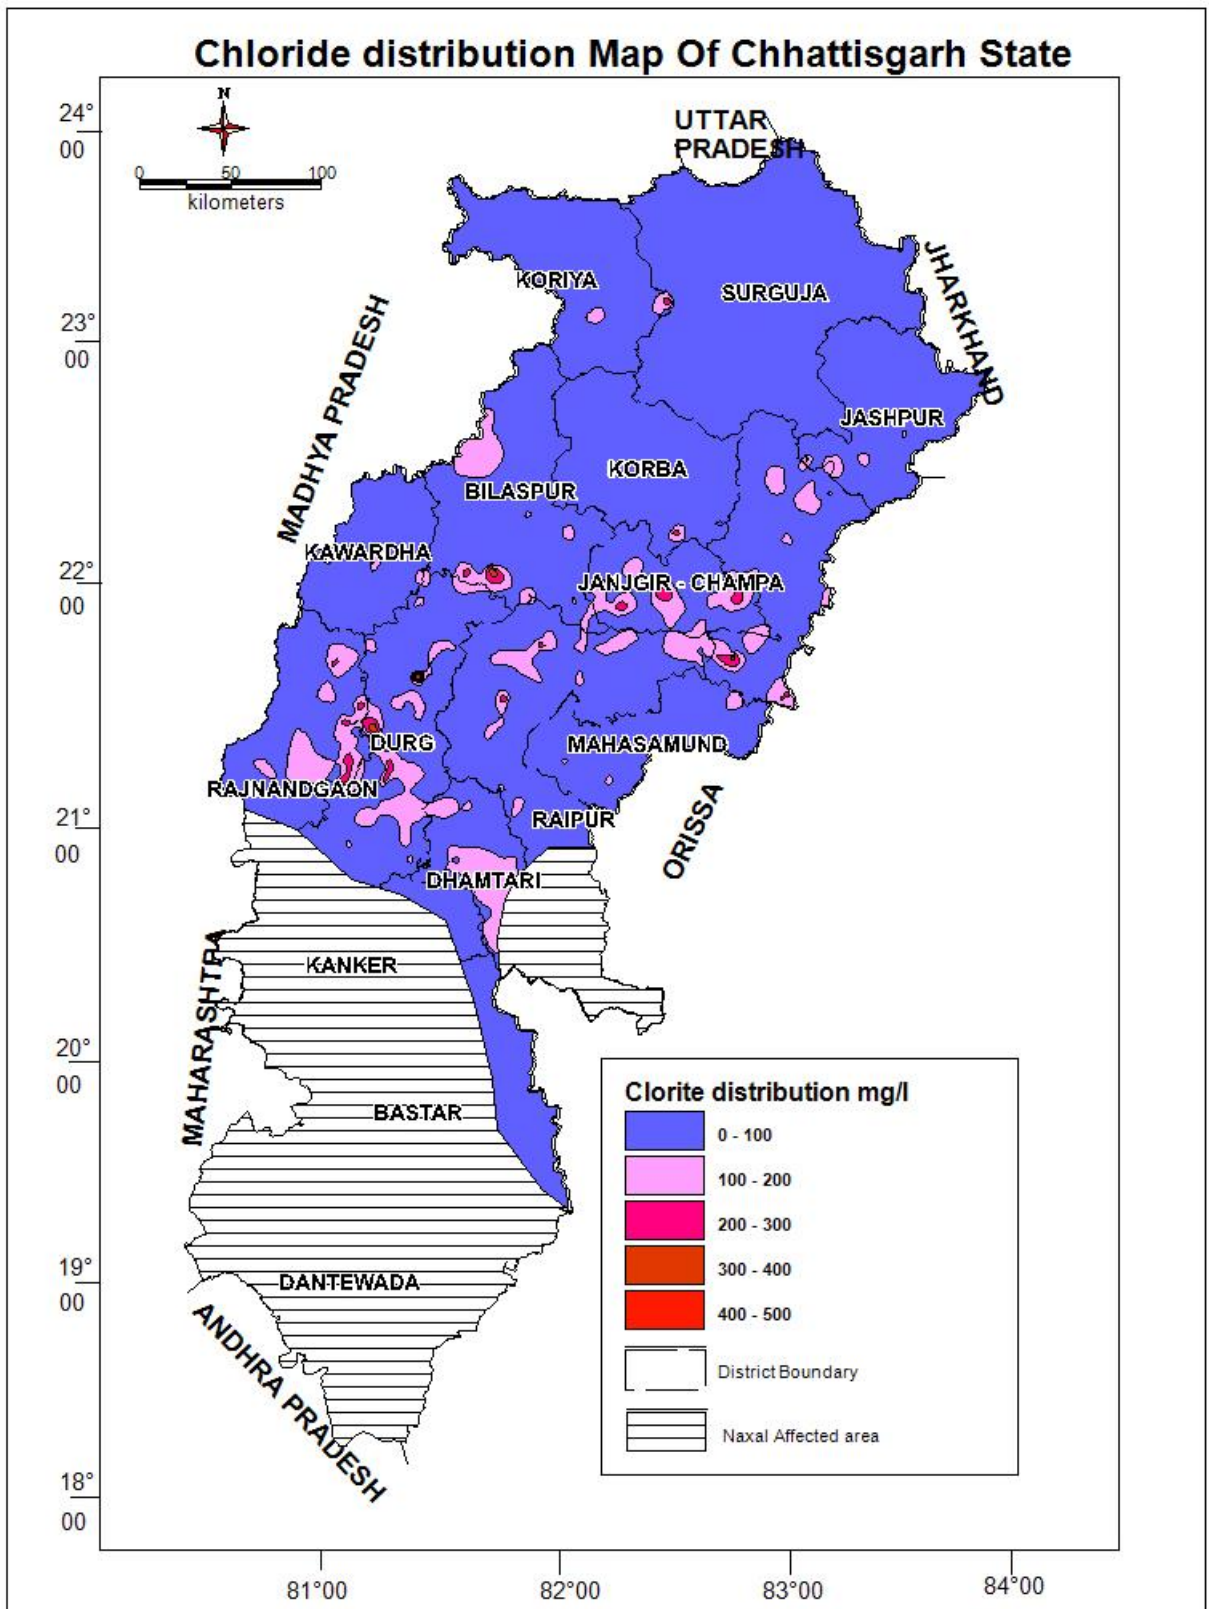 Chloride distribution Map Of Chhattisgarh State
N
0 50 100
kilometers
24°
00
23°
00
22°
00
21°
00
20°
00
19°
00
18°
00
UTTAR
PRADESH
JHARKHAND
MADHYA PRADESH
KORIYA
SURGUJA
JASHPUR
KORBA
BILASPUR
KAWARDHA
JANJGIR - CHAMPA
DURG
MAHASAMUND
RAJNANDGAON
RAIPUR
ORISSA
DHAMTARI
KANKER
MAHARASHTRA
BASTAR
DANTEWADA
ANDHRA PRADESH
Clorite distribution mg/l
0 - 100
100 - 200
200 - 300
300 - 400
400 - 500
District Boundary
Naxal Affected area
81°00 82°00 83°00 84°00